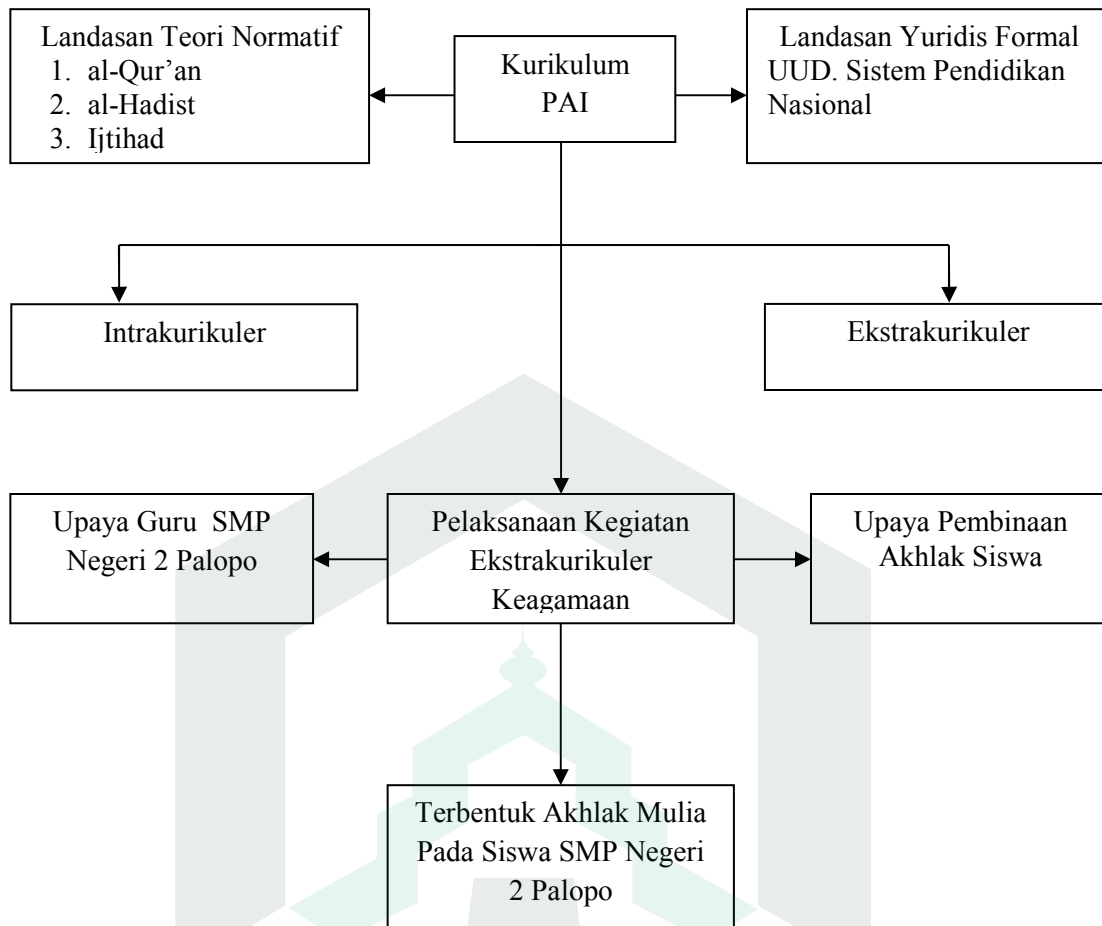 Landasan Teori Normatif
1. al-Qur’an
2. al-Hadist
3. Ijtihad
Kurikulum
PAI
Landasan Yuridis Formal
UUD. Sistem Pendidikan
Nasional
Intrakurikuler
Ekstrakurikuler
Upaya Guru SMP
Negeri 2 Palopo
Pelaksanaan Kegiatan
Ekstrakurikuler
Keagamaan
Upaya Pembinaan
Akhlak Siswa
Terbentuk Akhlak Mulia
Pada Siswa SMP Negeri
2 Palopo